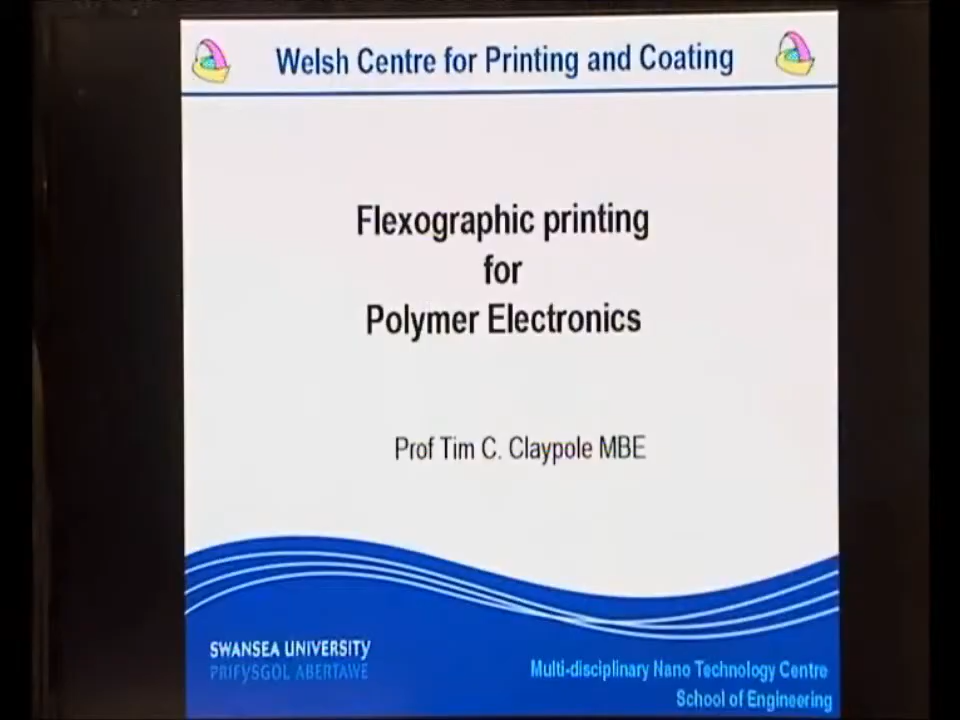 Welsh Centre for Printing and Coating
Flexographic printing
for
Polymer Electronics
Prof Tim C. Claypole MBE
SWANSEA UNIVERSITY
PRIFYSGOL ABERTAWE
Multi-disciplinary Nano Technology Centre
School of Engineering